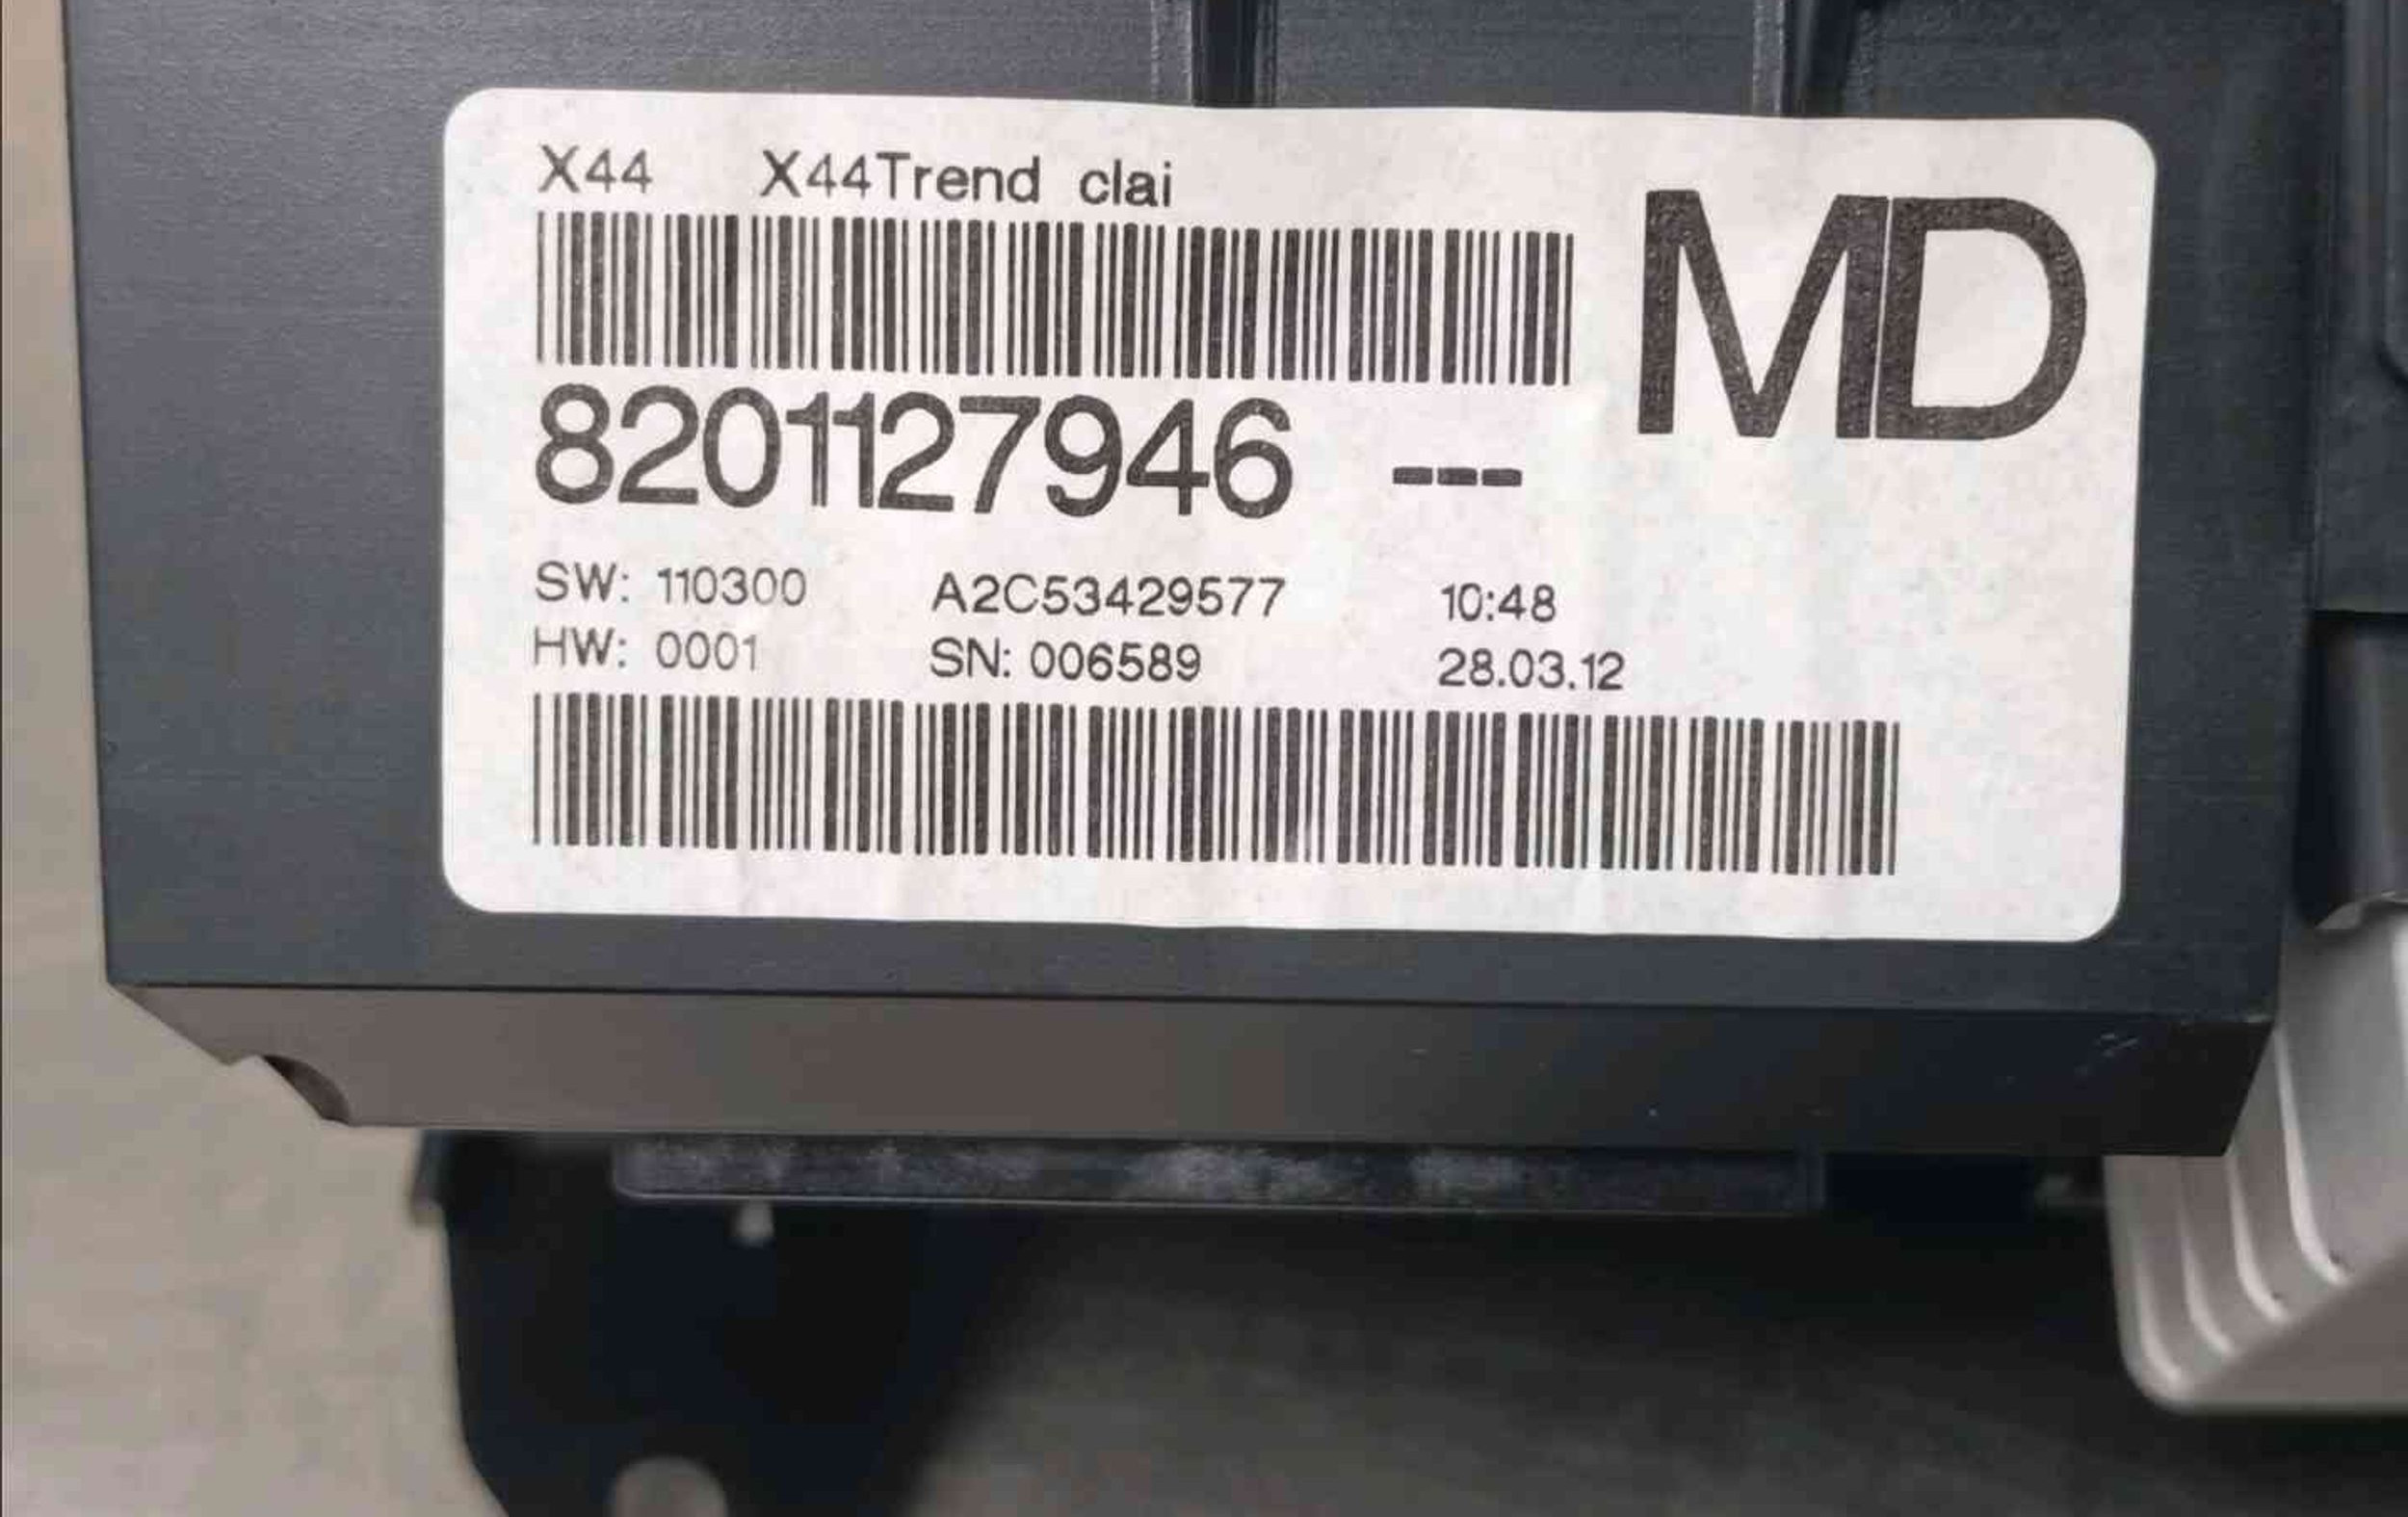 X44 X44Trend clai
MD
8201127946 ---
SW: 110300 A2C53429577 10:48
HW: 0001 SN: 006589 28.03.12